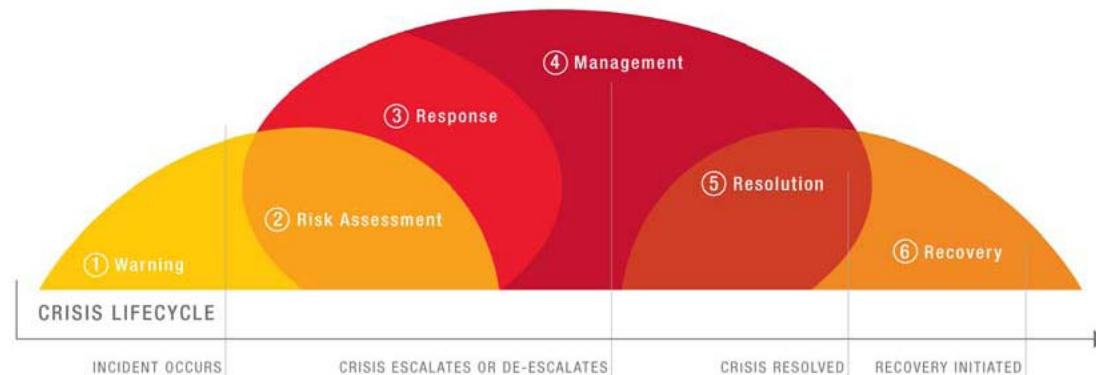 ④ Management
③ Response
⑤ Resolution
② Risk Assessment
① Warning
⑥ Recovery
CRISIS LIFECYCLE
INCIDENT OCCURS
CRISIS ESCALATES OR DE-ESCALATES
CRISIS RESOLVED
RECOVERY INITIATED